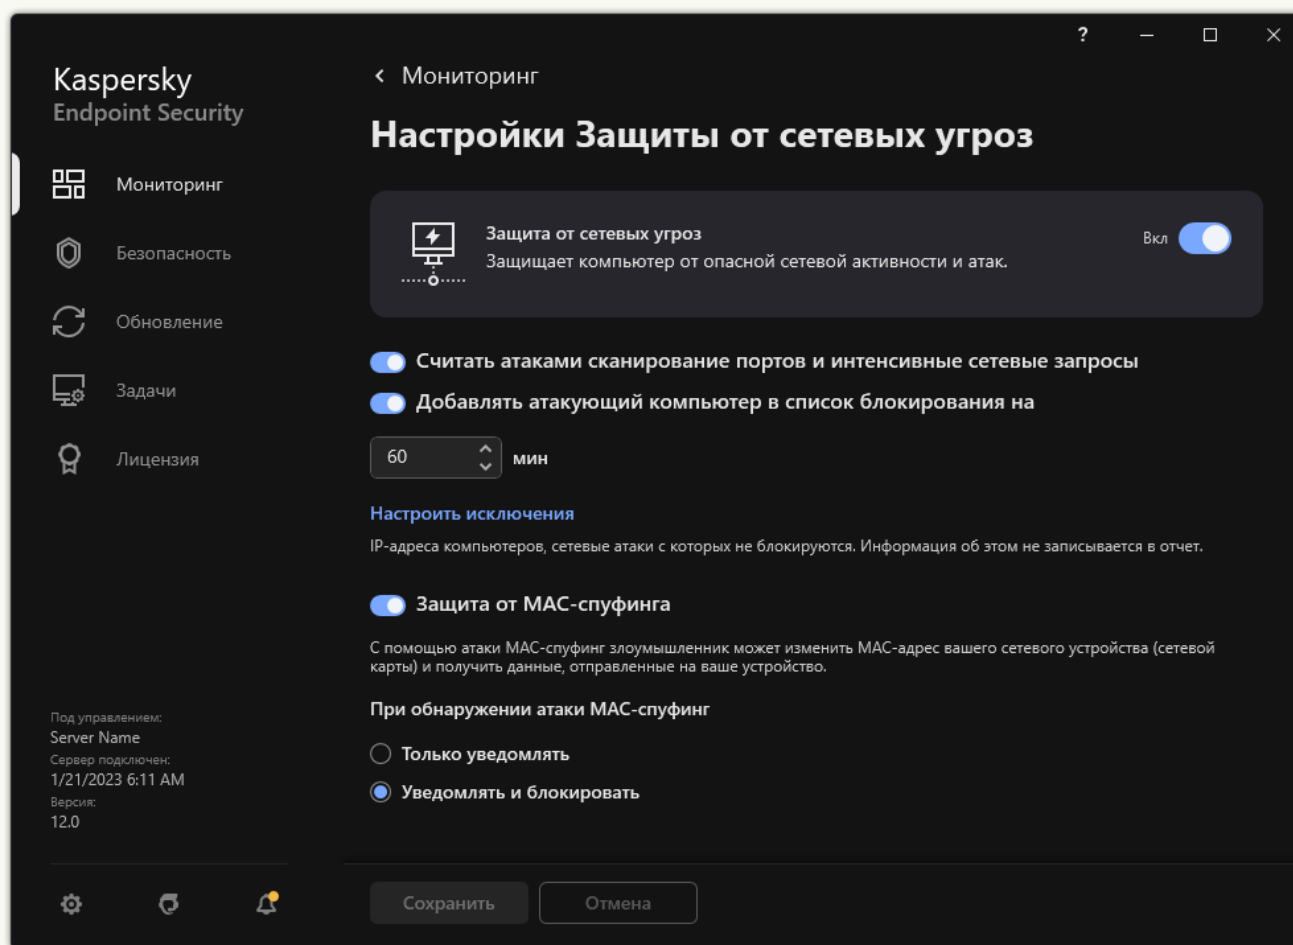 ?
Kaspersky
Endpoint Security
Мониторинг
Безопасность
Обновление
Задачи
Лицензия
Под управлением:
Server Name
Сервер подключен:
1/21/2023 6:11 AM
Версия:
12.0
Мониторинг
Настройки Защиты от сетевых угроз
Защита от сетевых угроз
Защищает компьютер от опасной сетевой активности и атак.
Вкл
Считать атаками сканирование портов и интенсивные сетевые запросы
Добавлять атакующий компьютер в список блокирования на
60 мин
Настроить исключения
IP-адреса компьютеров, сетевые атаки с которых не блокируются. Информация об этом не записывается в отчет.
Защита от MAC-спуфинга
С помощью атаки MAC-спуфинг злоумышленник может изменить MAC-адрес вашего сетевого устройства (сетевой
карты) и получить данные, отправленные на ваше устройство.
При обнаружении атаки MAC-спуфинг
Только уведомлять
Уведомлять и блокировать
Сохранить
Отмена